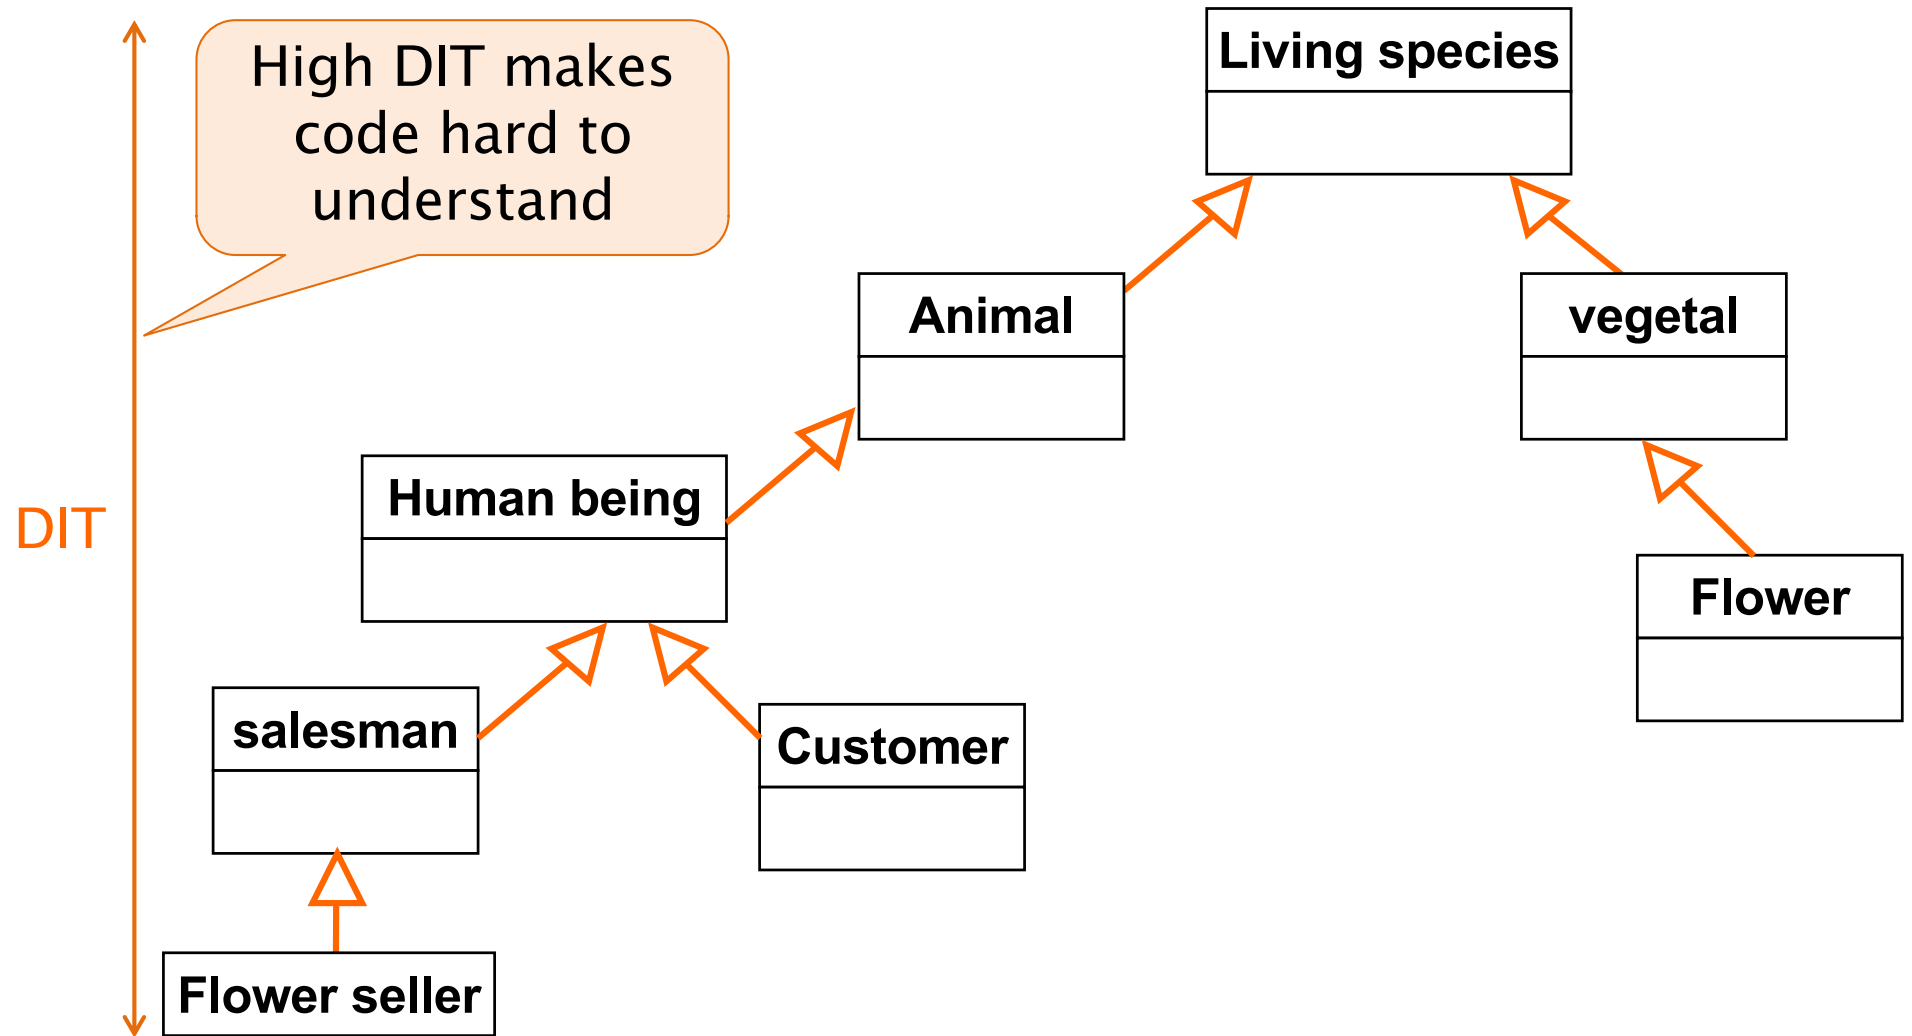 High DIT makes
code hard to
understand
Living species
Animal
vegetal
Human being
DIT
Flower
salesman
Customer
Flower seller